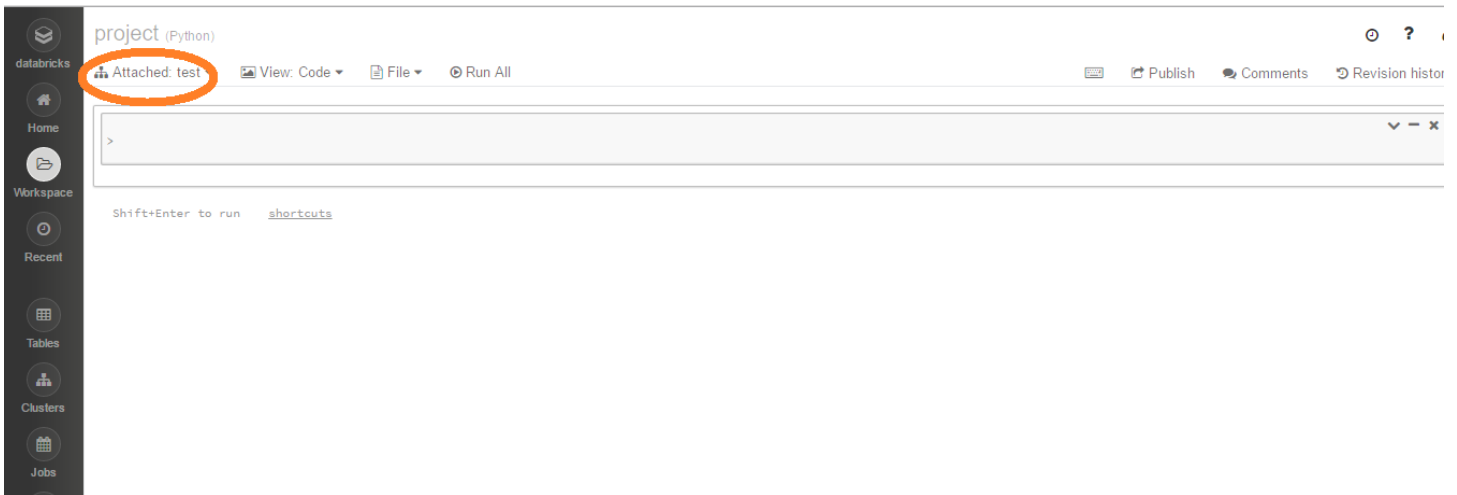 project (Python)
databricks
Attached: test View: Code File Run All Publish Comments Revision histor
Home
>
Workspace
Shift+Enter to run shortcuts
Recent
Tables
Clusters
Jobs